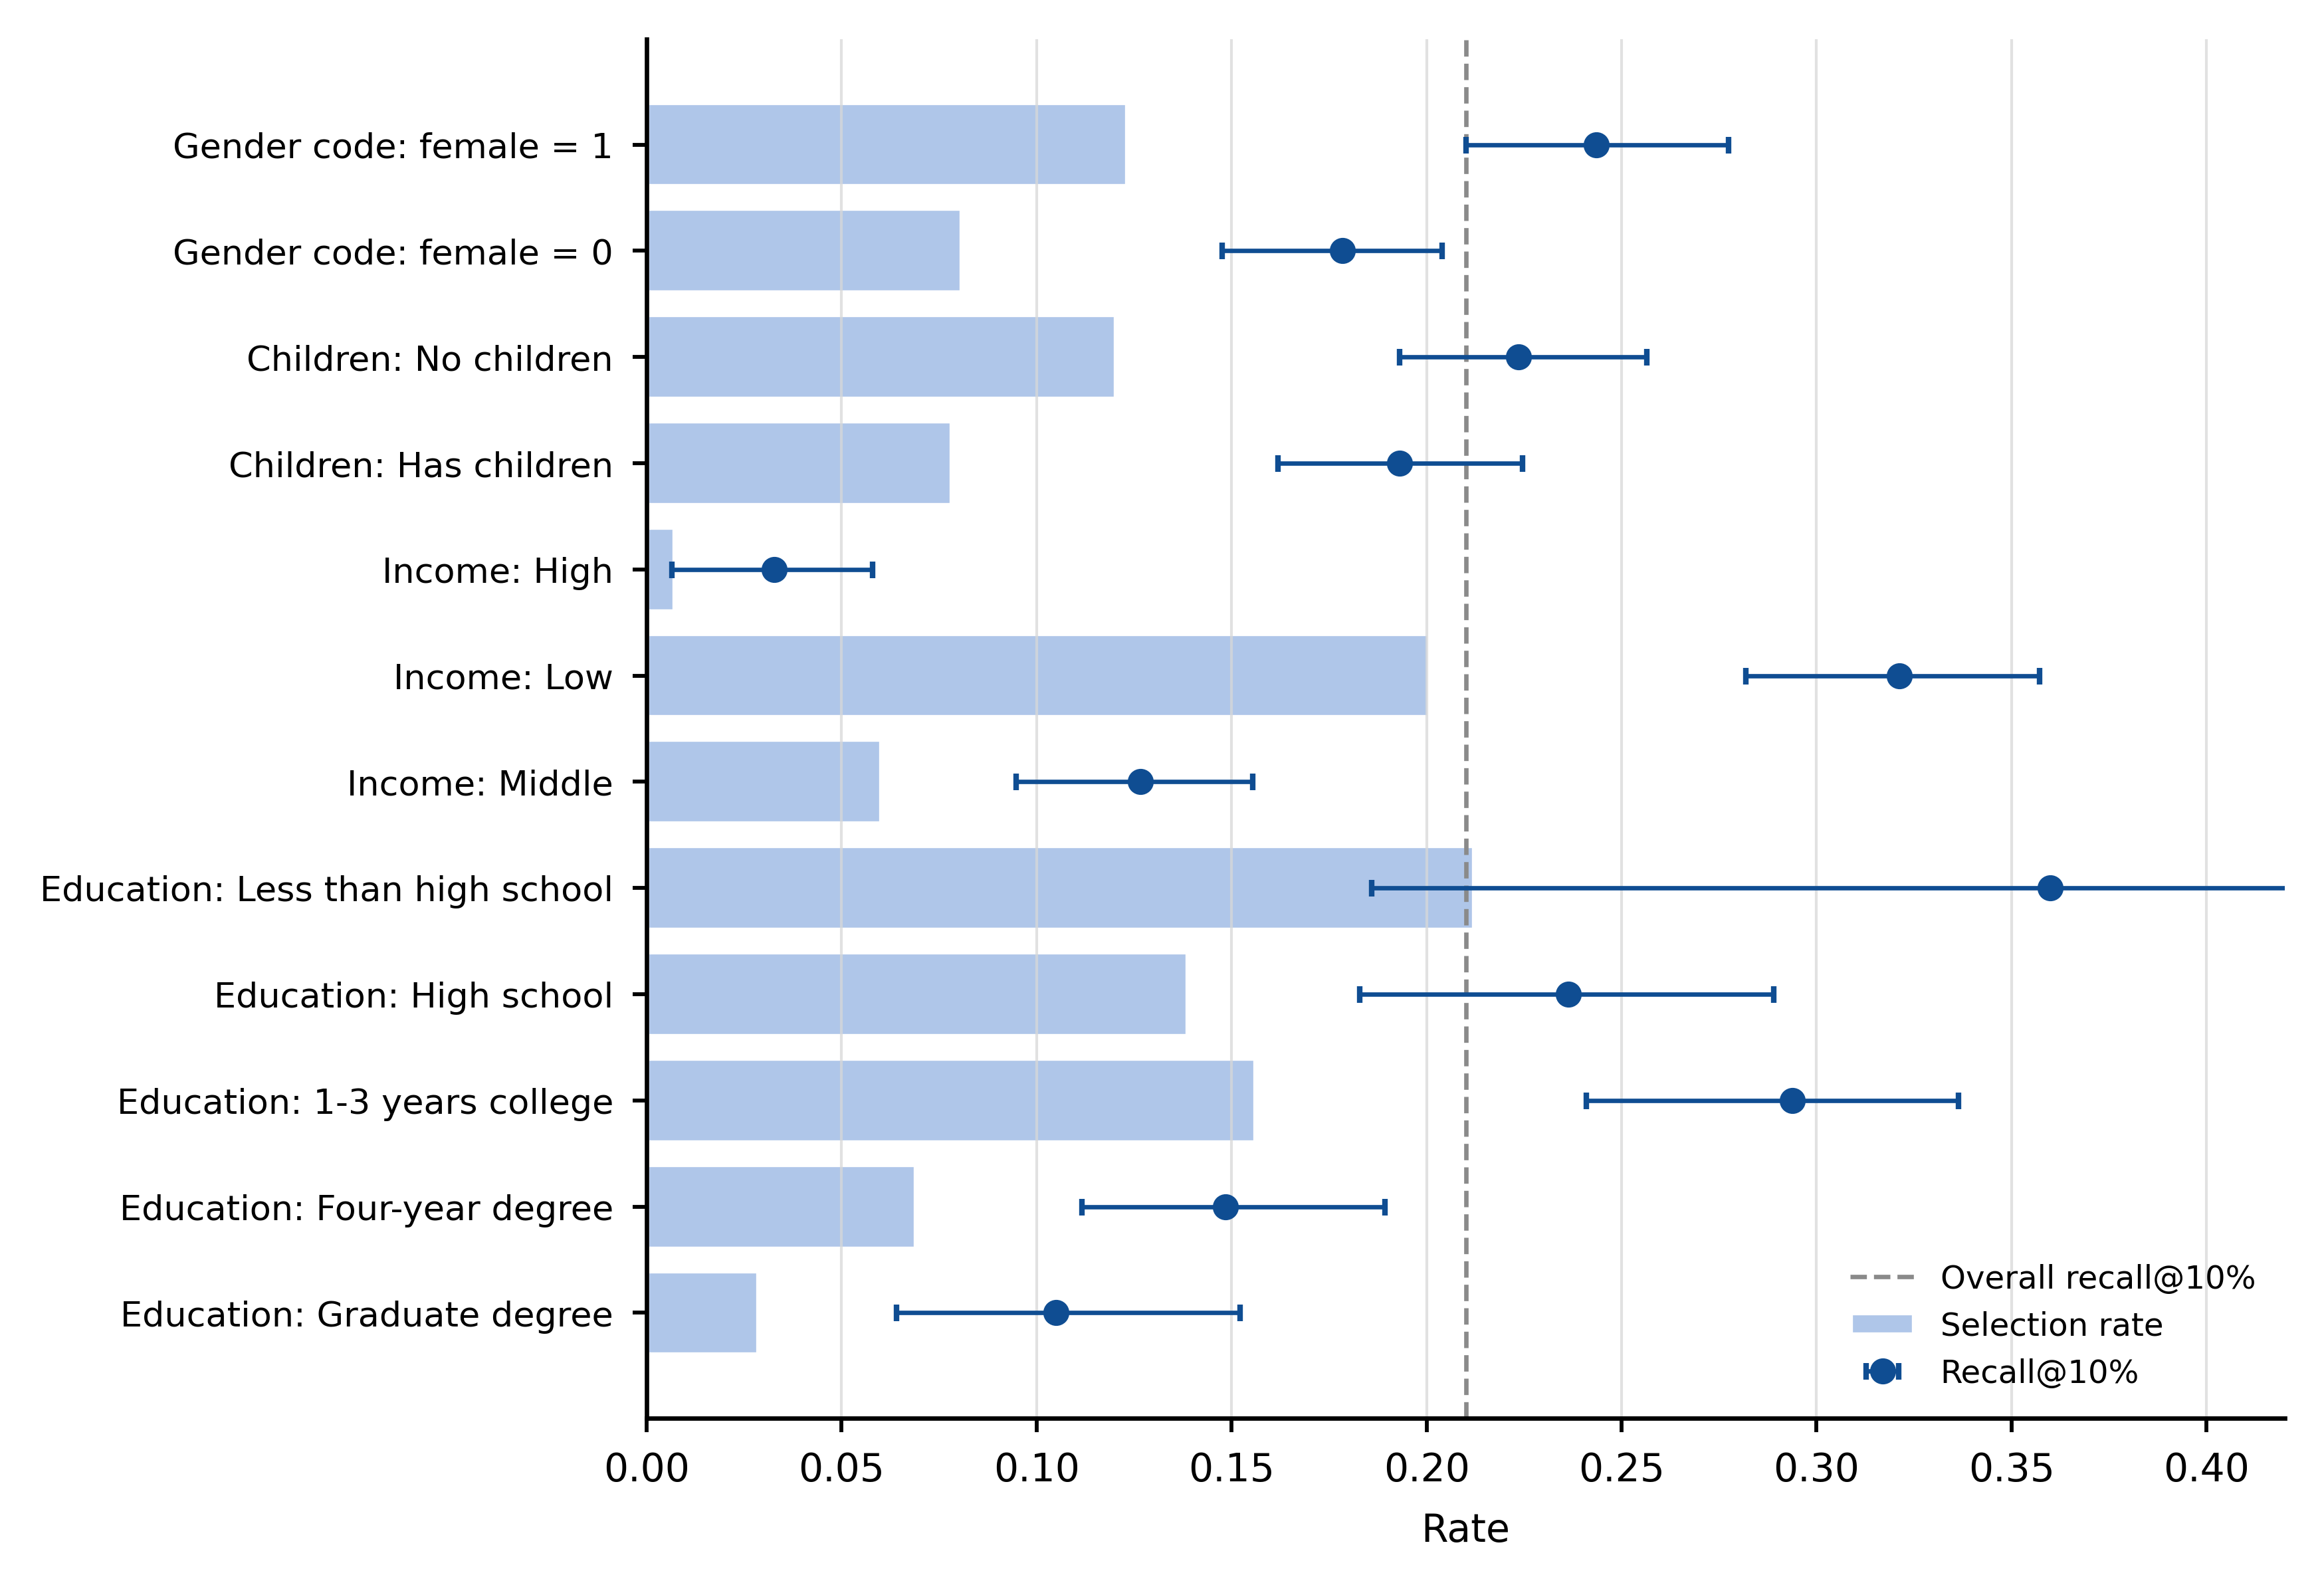 Gender code: female = 1
Gender code: female = 0
Children: No children
Children: Has children
Income: High
Income: Low
Income: Middle
Education: Less than high school
Education: High school
Education: 1-3 years college
Education: Four-year degree
Education: Graduate degree
Overall recall@10%
Selection rate
Recall@10%
0.00 0.05 0.10 0.15 0.20 0.25 0.30 0.35 0.40
Rate